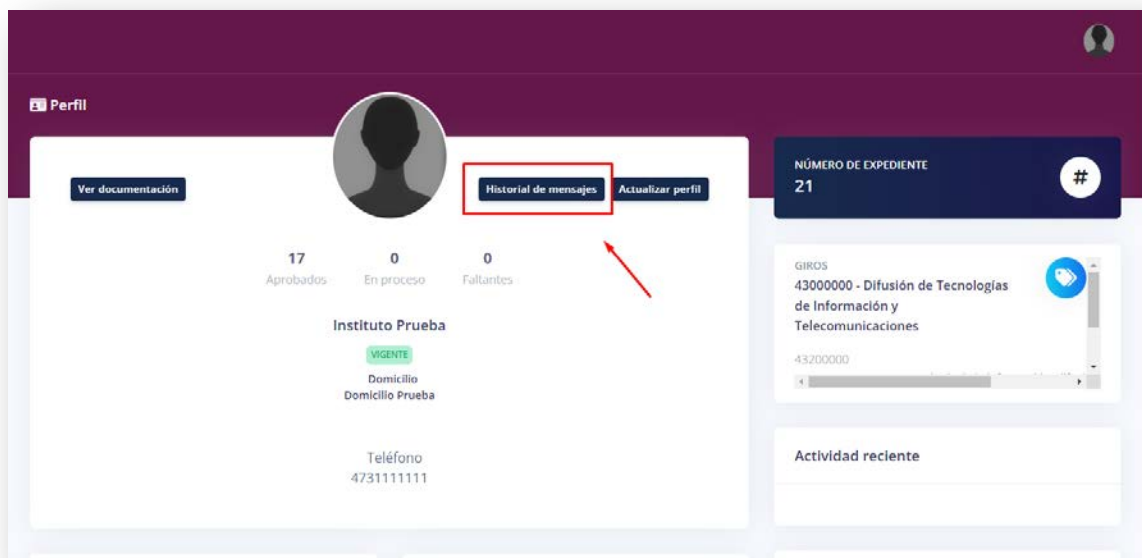 Perfil
Ver documentación
Historial de mensajes
Actualizar perfil
17
0
0
Aprobados
En proceso
Faltantes
Instituto Prueba
VIGENTE
Domicilio
Domicilio Prueba
Teléfono
4731111111
NÚMERO DE EXPEDIENTE
21
#
GIROS
43000000 - Difusión de Tecnologías
de Información y
Telecomunicaciones
43200000
Actividad reciente